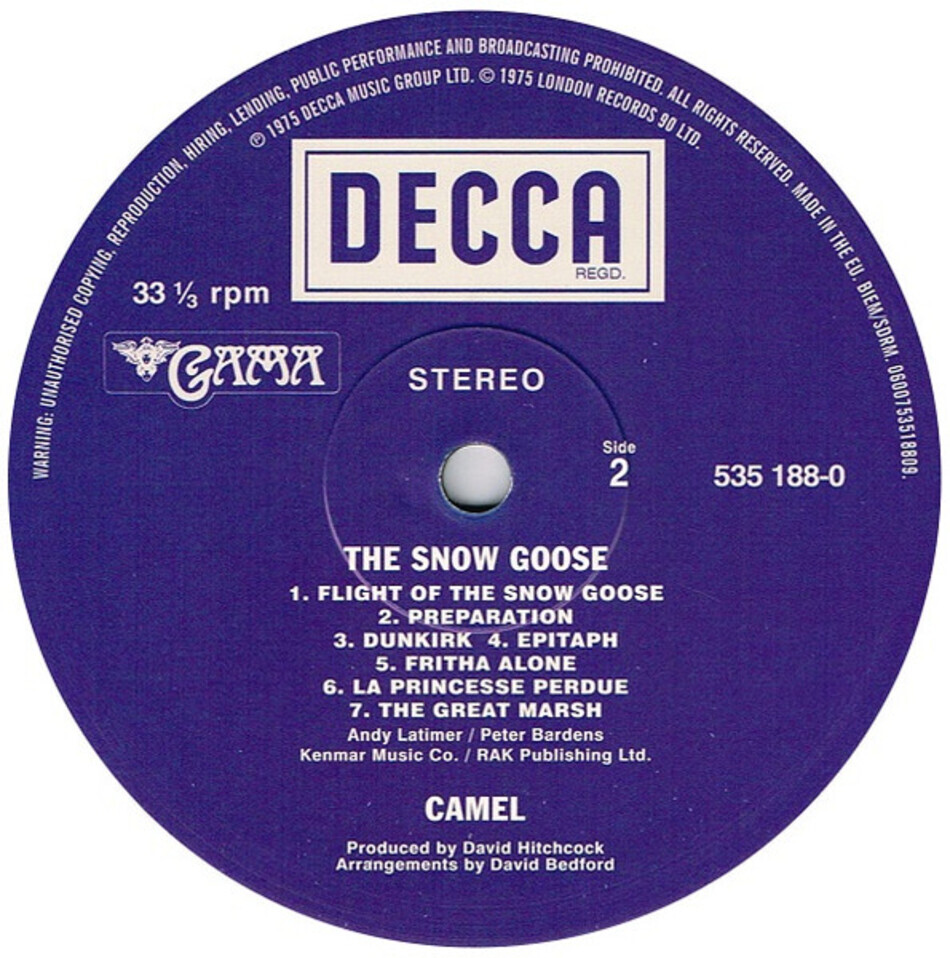 WARNING: UNAUTHORISED COPYING, REPRODUCTION, HIRING, LENDING, PUBLIC PERFORMANCE AND BROADCASTING PROHIBITED. ALL RIGHTS RESERVED. MADE IN THE EU. BIEM/SDRM. 0600753518809.
℗ 1975 DECCA MUSIC GROUP LTD. © 1975 LONDON RECORDS 90 LTD.
DECCA
REGD.
33 ⅓ rpm
GAMA
STEREO
Side
2
535 188-0
THE SNOW GOOSE
1. FLIGHT OF THE SNOW GOOSE
2. PREPARATION
3. DUNKIRK 4. EPITAPH
5. FRITHA ALONE
6. LA PRINCESSE PERDUE
7. THE GREAT MARSH
Andy Latimer / Peter Bardens
Kenmar Music Co. / RAK Publishing Ltd.
CAMEL
Produced by David Hitchcock
Arrangements by David Bedford